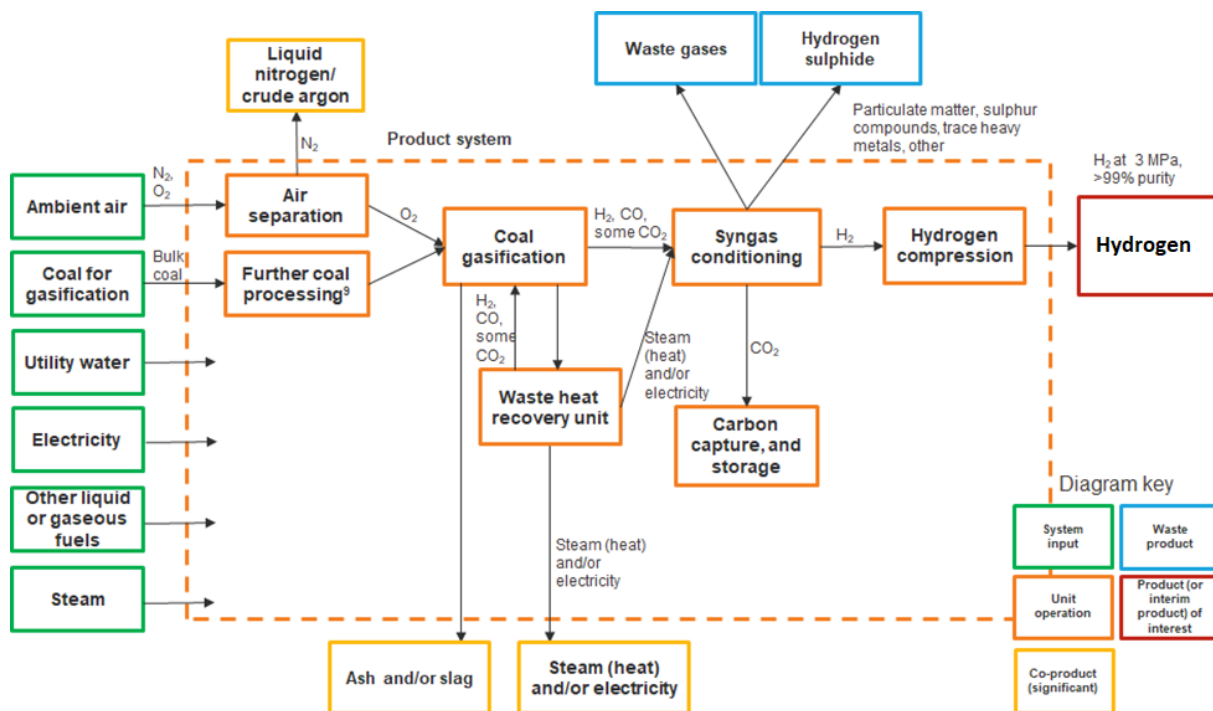 Liquid
nitrogen/
crude argon
Waste gases
Hydrogen
sulphide
N₂
Product system
Particulate matter, sulphur
compounds, trace heavy
metals, other
H₂ at 3 MPa,
>99% purity
N₂,
O₂
Ambient air
Air
separation
O₂
Coal
gasification
H₂, CO,
some CO₂
Syngas
conditioning
H₂
Hydrogen
compression
Hydrogen
Coal for
gasification
Bulk
coal
Further coal
processing⁹
H₂,
CO,
some
CO₂
Steam
(heat)
and/or
electricity
CO₂
Utility water
Waste heat
recovery unit
Carbon
capture, and
storage
Electricity
Other liquid
or gaseous
fuels
Steam (heat)
and/or
electricity
Steam
Ash and/or slag
Steam (heat)
and/or electricity
Diagram key
System
input
Waste
product
Unit
operation
Product (or
interim
product) of
interest
Co-product
(significant)